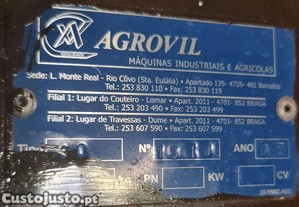 AGROVIL
QUALIDADE
MÁQUINAS INDUSTRIAIS E AGRICOLAS
Sede: L. Monte Real - Rio Côvo (Sta. Eulália) • Apartado 135- 4755-481 Barcelos
Tel: 253 830 110 • Fax: 253 830 119
Filial 1: Lugar do Couteiro - Lomar • Apart. 2011 - 4701 - 852 BRAGA
Tel: 253 203 490 • Fax: 253 203 499
Filial 2: Lugar de Travessas - Dume • Apart. 2011 - 4701 - 852 BRAGA
Tel: 253 607 590 • Fax: 253 607 599
Tipo Nº ANO
PN KW CV
CustoJusto.pt